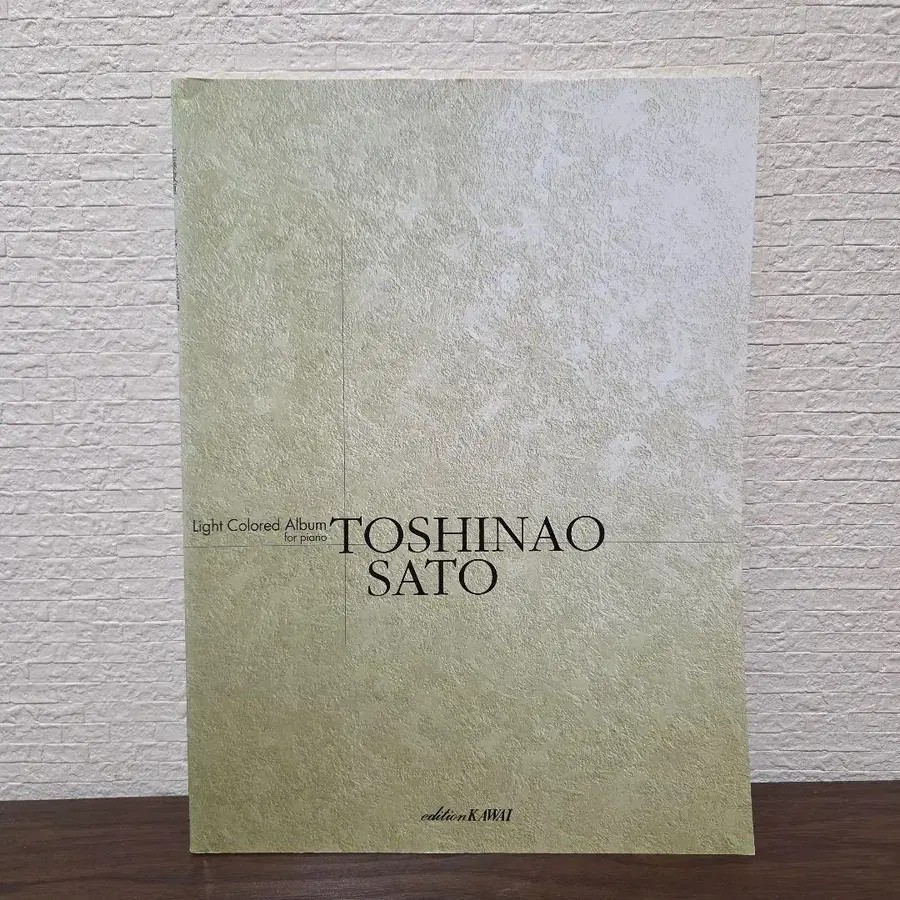 Light Colored Album
for piano
TOSHINAO
SATO
edition KAWAI